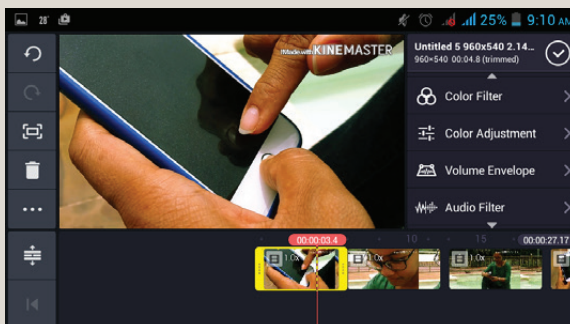 28°
25%
9:10 AM
Made with KINEMASTER
Untitled 5 960x540 2.14...
960×540 00:04.8 (trimmed)
Color Filter
Color Adjustment
Volume Envelope
Audio Filter
00:00:03.4
10
15
00:00:27.17
1.0x
1.0x
1.0x